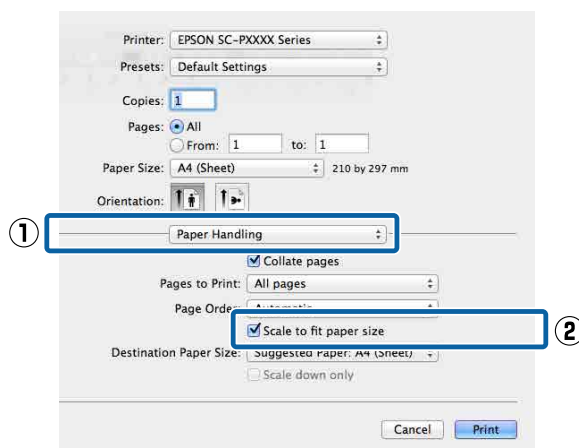 Printer: EPSON SC-PXXXX Series
Presets: Default Settings
Copies: 1
Pages: All
From: 1 to: 1
Paper Size: A4 (Sheet) 210 by 297 mm
Orientation:
① Paper Handling
Collate pages
Pages to Print: All pages
Page Order: Automatic
Scale to fit paper size ②
Destination Paper Size: Suggested Paper: A4 (Sheet)
Scale down only
Cancel Print